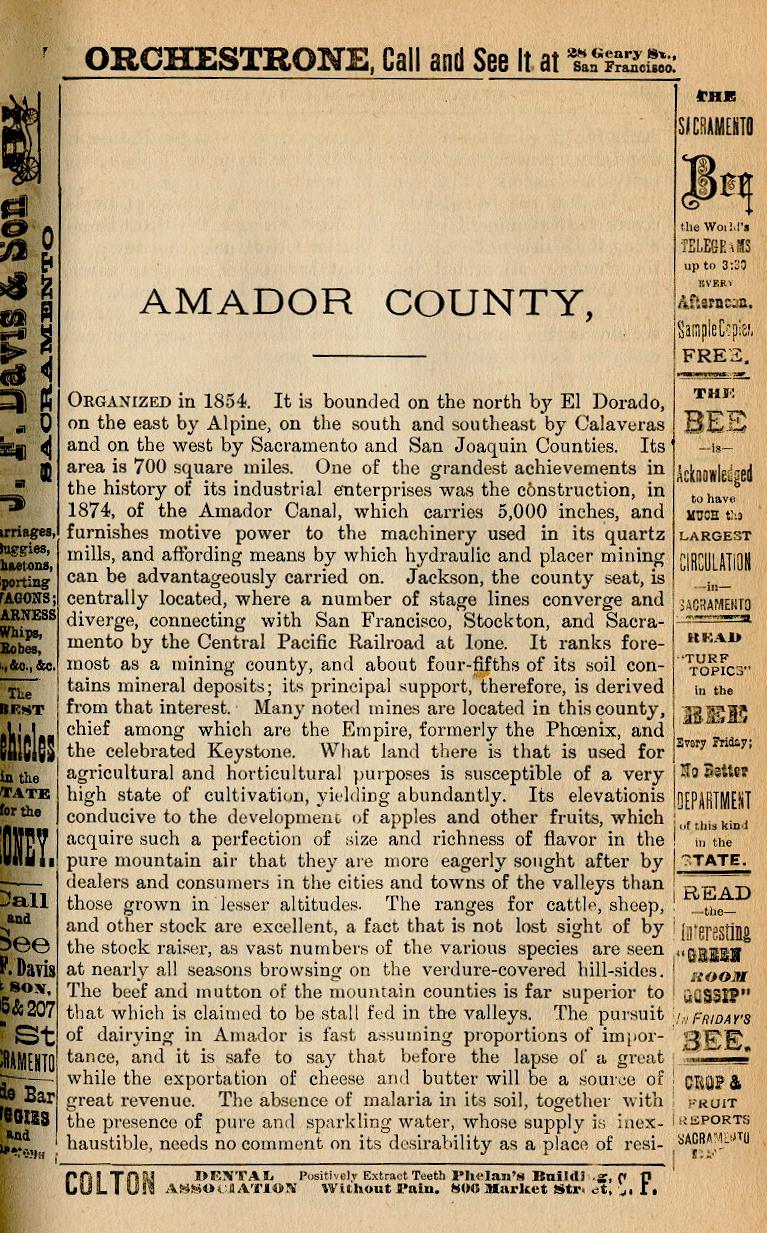 ORCHESTRONE, Call and See It at 28 Geary St., San Francisco.
AMADOR COUNTY,
ORGANIZED in 1854. It is bounded on the north by El Dorado,
on the east by Alpine, on the south and southeast by Calaveras
and on the west by Sacramento and San Joaquin Counties. Its
area is 700 square miles. One of the grandest achievements in
the history of its industrial enterprises was the construction, in
1874, of the Amador Canal, which carries 5,000 inches, and
furnishes motive power to the machinery used in its quartz
mills, and affording means by which hydraulic and placer mining
can be advantageously carried on. Jackson, the county seat, is
centrally located, where a number of stage lines converge and
diverge, connecting with San Francisco, Stockton, and Sacra-
mento by the Central Pacific Railroad at Ione. It ranks fore-
most as a mining county, and about four-fifths of its soil con-
tains mineral deposits; its principal support, therefore, is derived
from that interest. Many noted mines are located in this county,
chief among which are the Empire, formerly the Phœnix, and
the celebrated Keystone. What land there is that is used for
agricultural and horticultural purposes is susceptible of a very
high state of cultivation, yielding abundantly. Its elevationis
conducive to the development of apples and other fruits, which
acquire such a perfection of size and richness of flavor in the
pure mountain air that they are more eagerly sought after by
dealers and consumers in the cities and towns of the valleys than
those grown in lesser altitudes. The ranges for cattle, sheep,
and other stock are excellent, a fact that is not lost sight of by
the stock raiser, as vast numbers of the various species are seen
at nearly all seasons browsing on the verdure-covered hill-sides.
The beef and mutton of the mountain counties is far superior to
that which is claimed to be stall fed in the valleys. The pursuit
of dairying in Amador is fast assuming proportions of impor-
tance, and it is safe to say that before the lapse of a great
while the exportation of cheese and butter will be a source of
great revenue. The absence of malaria in its soil, together with
the presence of pure and sparkling water, whose supply is inex-
haustible, needs no comment on its desirability as a place of resi-
COLTON DENTAL ASSOCIATION Positively Extract Teeth Without Pain. Phelan's Building, 806 Market Street, S. F.
Davis & Son
SACRAMENTO
rriages,
uggies,
haetons,
porting
AGONS;
ARNESS
Whips,
Robes,
., &c., &c.
The
BEST
ehicles
in the
TATE
for the
ONEY.
Call
and
See
F. Davis
& SON,
5 & 207
St
CRAMENTO
de Bar
GGIES
and
THE
SACRAMENTO
Bee
the World's
TELEGRAMS
up to 3:30
EVERY
Afternoon.
Sample Copies,
FREE.
THE
BEE
—is—
Acknowledged
to have
MUCH the
LARGEST
CIRCULATION
—in—
SACRAMENTO
READ
"TURF
TOPICS"
in the
BEE
Every Friday;
No Better
DEPARTMENT
of this kind
in the
STATE.
READ
—the—
Interesting
"GREEN
ROOM
GOSSIP"
IN FRIDAY'S
BEE.
CROP &
FRUIT
REPORTS
SACRAMENTO